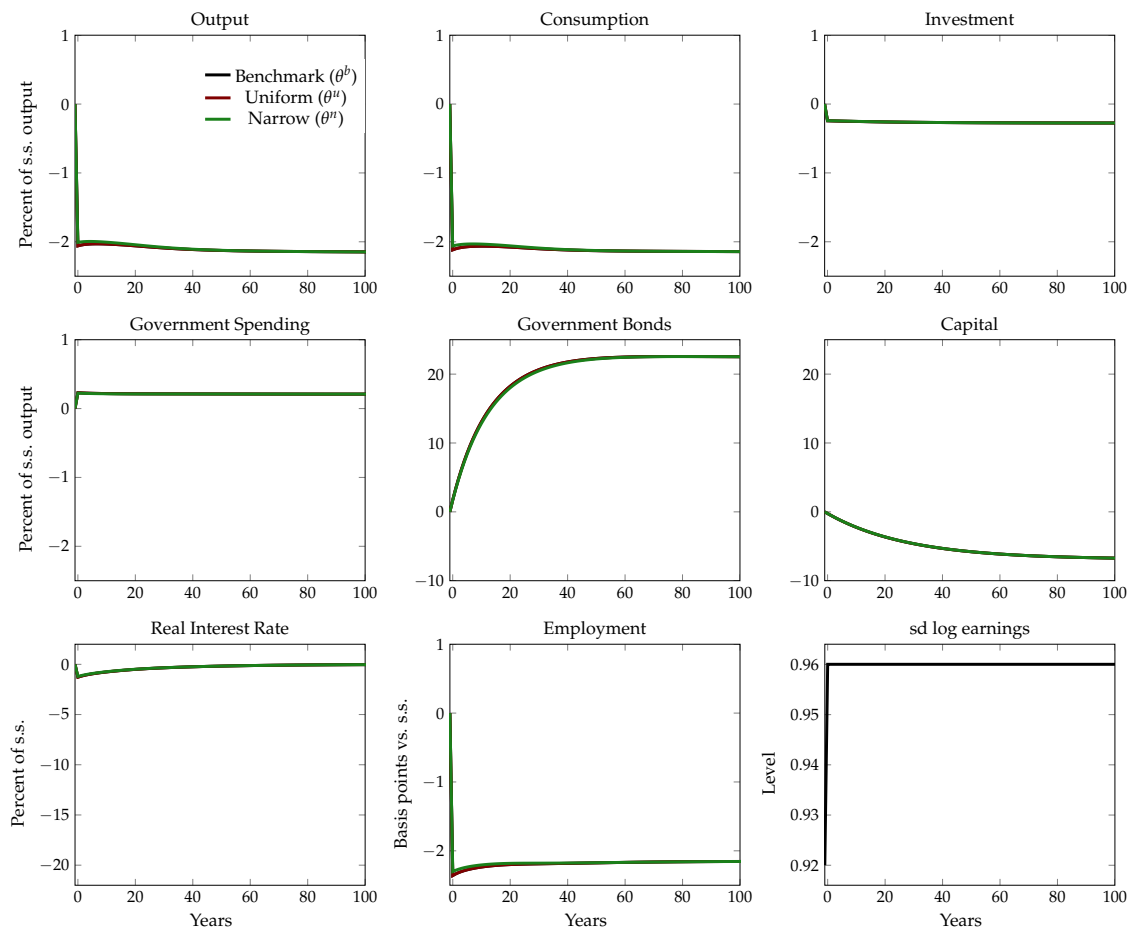 Output
Consumption
Investment
1
0
−1
−2
Percent of s.s. output
Benchmark (θᵇ)
Uniform (θᵘ)
Narrow (θⁿ)
0 20 40 60 80 100
1
0
−1
−2
0 20 40 60 80 100
1
0
−1
−2
0 20 40 60 80 100
Government Spending
Government Bonds
Capital
1
0
−1
−2
Percent of s.s. output
0 20 40 60 80 100
20
10
0
−10
0 20 40 60 80 100
20
10
0
−10
0 20 40 60 80 100
Real Interest Rate
Employment
sd log earnings
0
−5
−10
−15
−20
Percent of s.s.
0 20 40 60 80 100
Years
0
−1
−2
Basis points vs. s.s.
0 20 40 60 80 100
Years
0.96
0.95
0.94
0.93
0.92
Level
0 20 40 60 80 100
Years